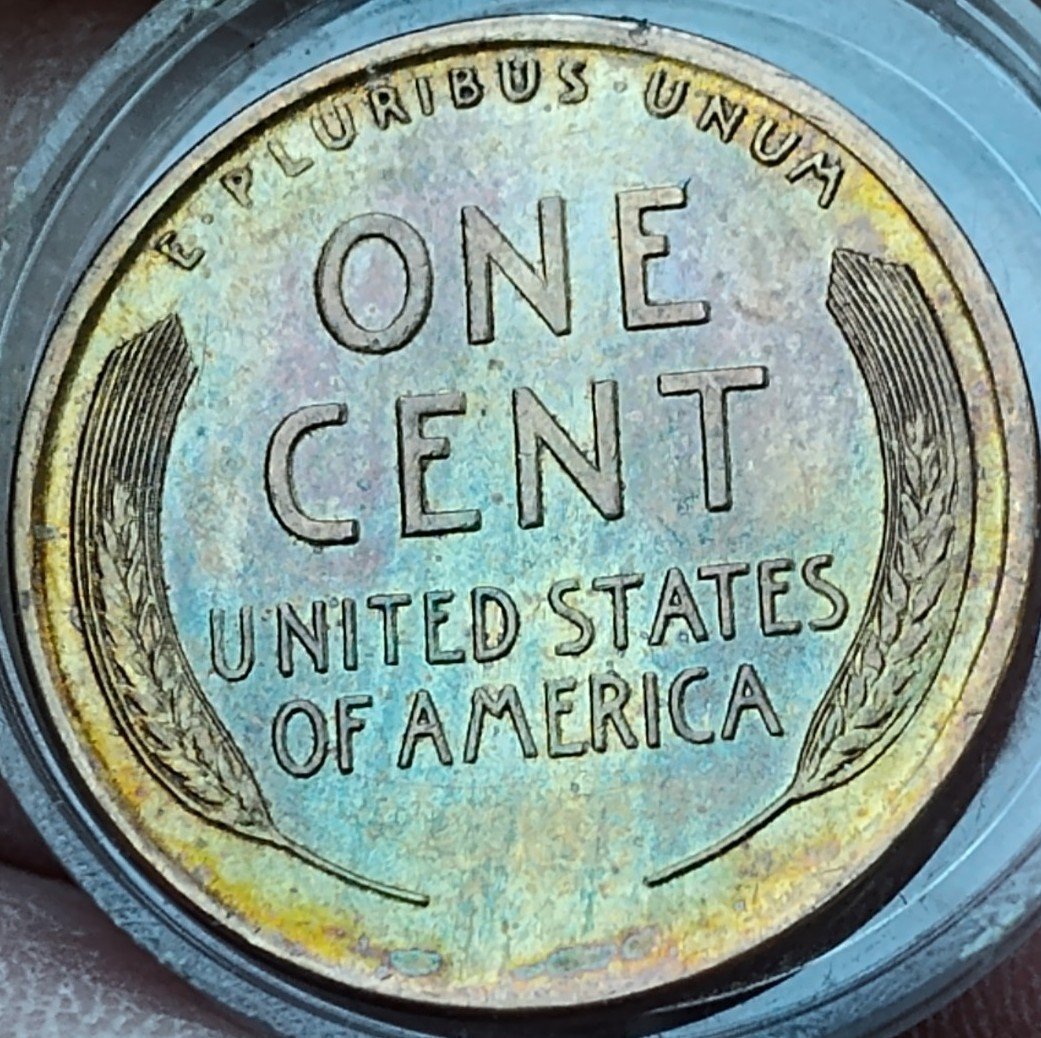 E·PLURIBUS·UNUM
ONE
CENT
UNITED STATES
OF AMERICA